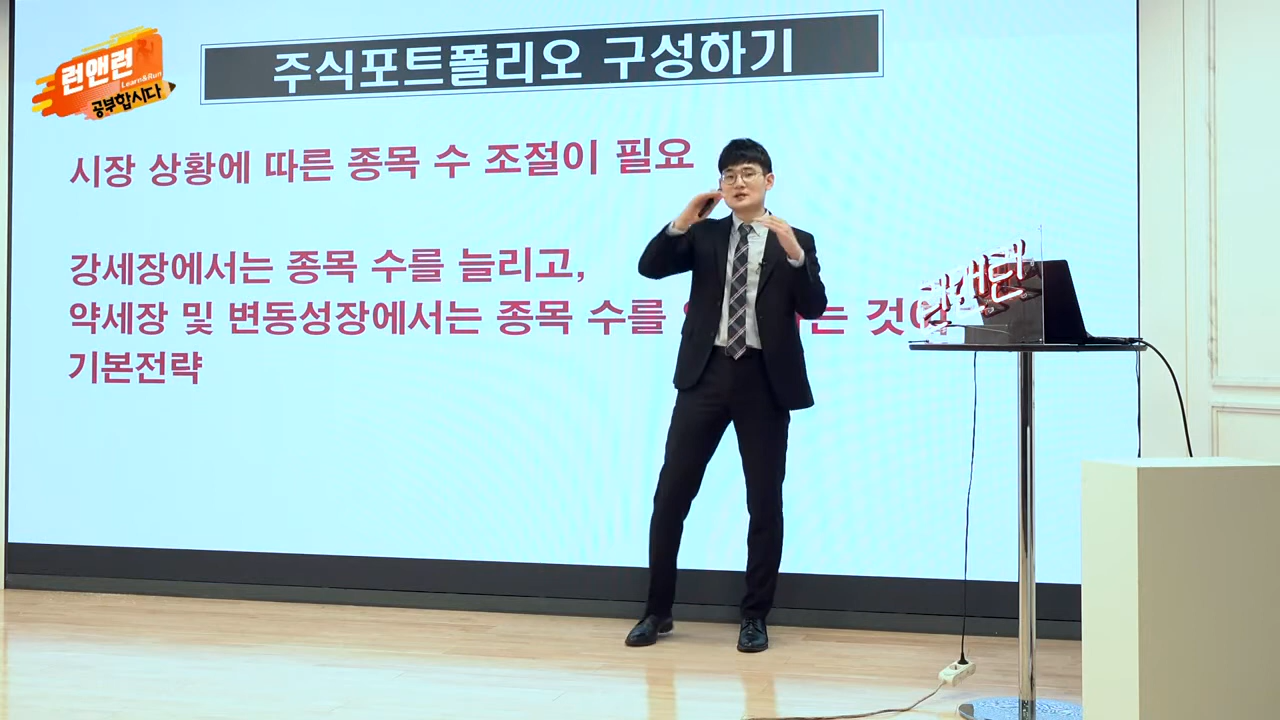 런앤런
Learn&Run
공부합시다
주식포트폴리오 구성하기
시장 상황에 따른 종목 수 조절이 필요
강세장에서는 종목 수를 늘리고,
약세장 및 변동성장에서는 종목 수를
기본전략
런앤런